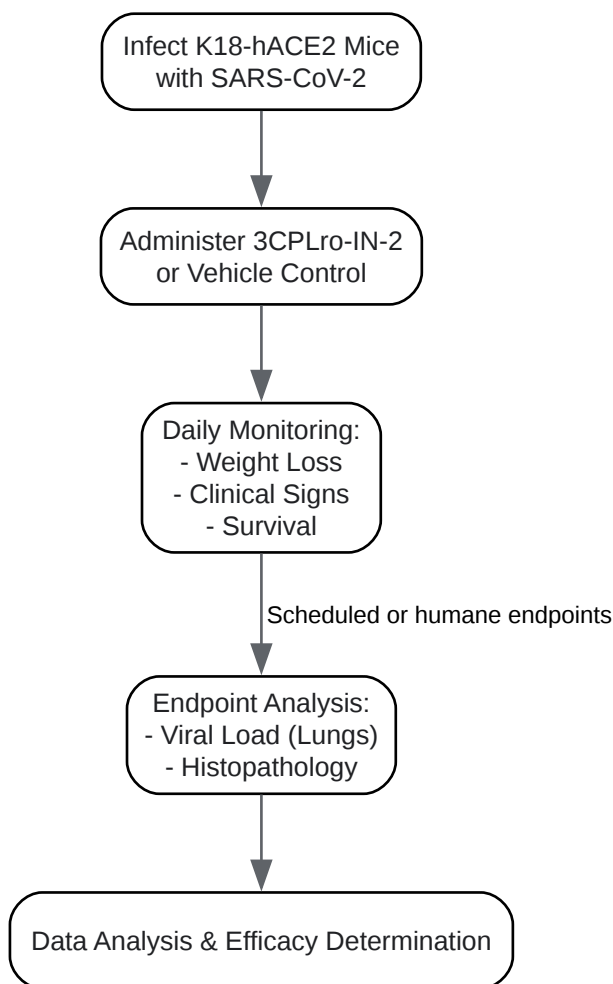 Infect K18-hACE2 Mice
with SARS-CoV-2
Administer 3CPLro-IN-2
or Vehicle Control
Daily Monitoring:
- Weight Loss
- Clinical Signs
- Survival
Scheduled or humane endpoints
Endpoint Analysis:
- Viral Load (Lungs)
- Histopathology
Data Analysis & Efficacy Determination